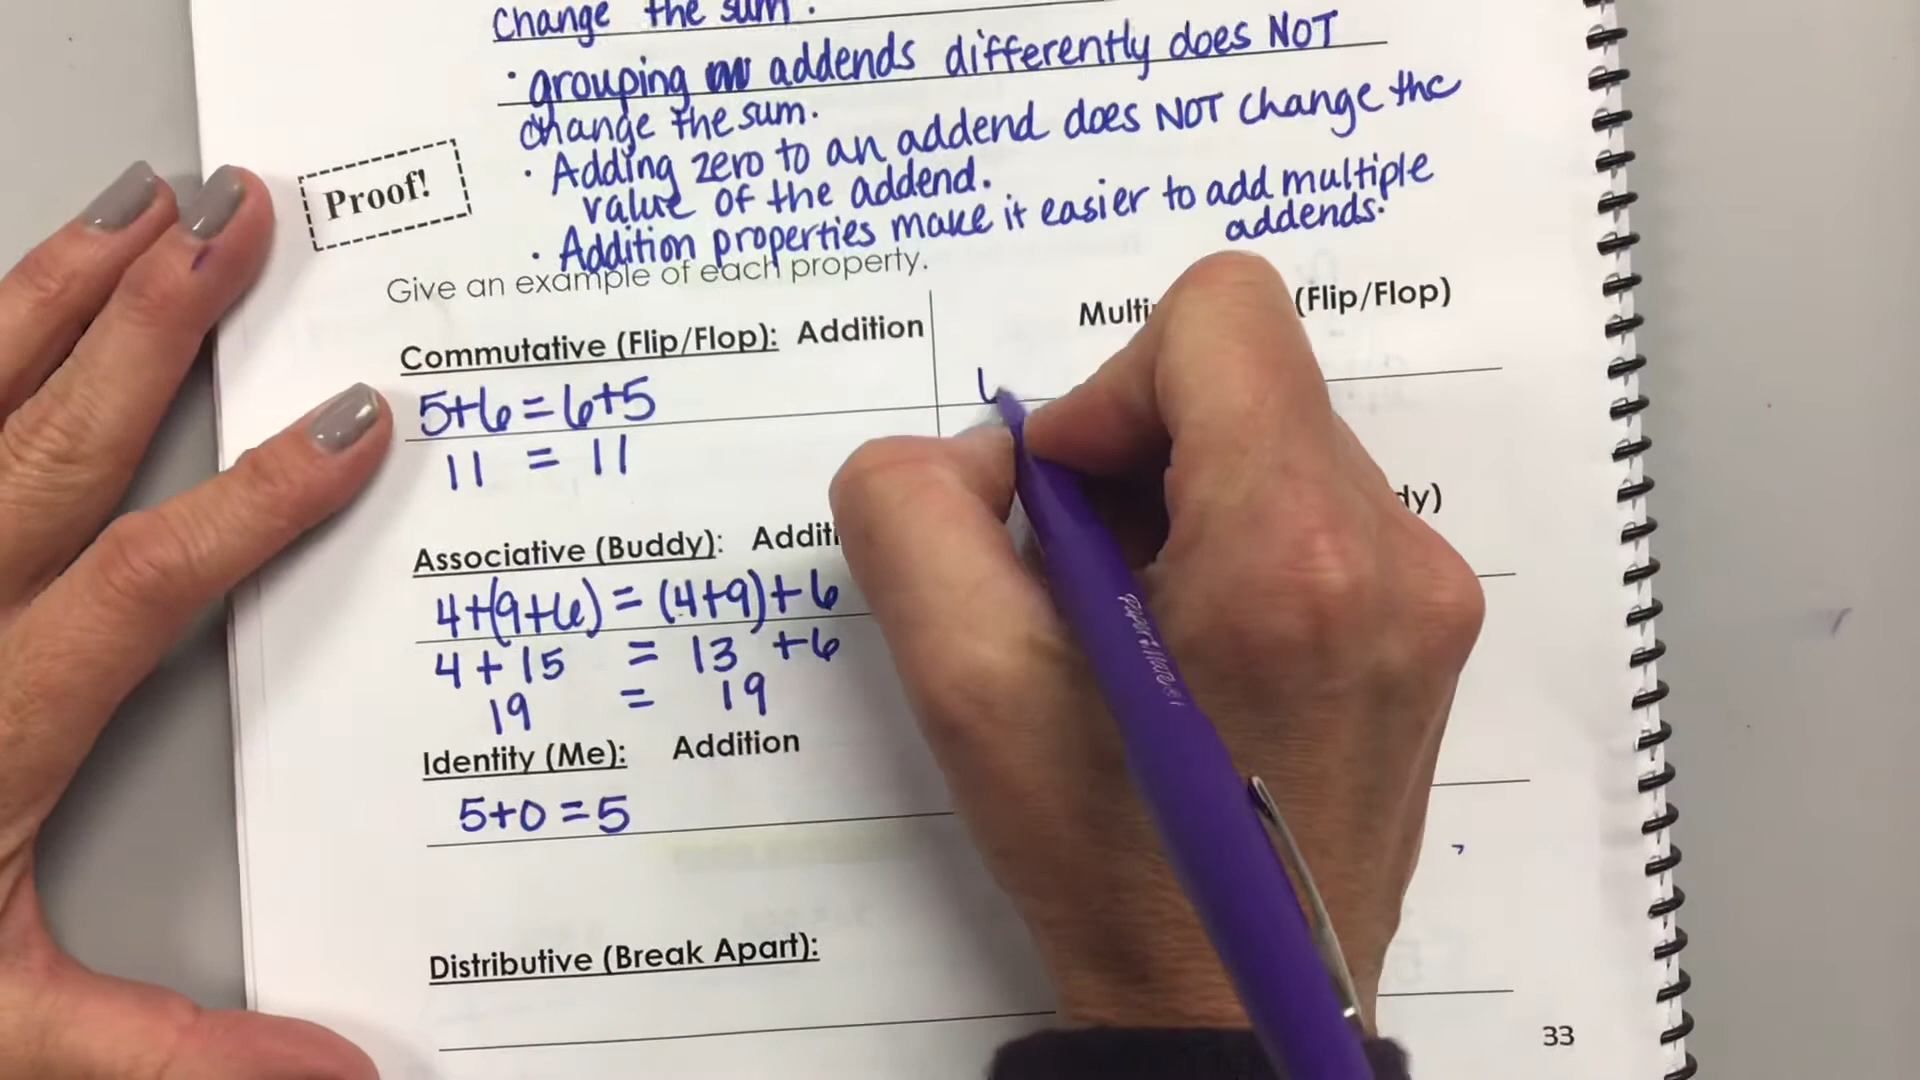 change the sum.
• grouping addends differently does NOT
change the sum.
• Adding zero to an addend does NOT change the
value of the addend.
• Addition properties make it easier to add multiple
addends.
Proof!
Give an example of each property.
Commutative (Flip/Flop): Addition
Multi (Flip/Flop)
5+6=6+5
11 = 11
Associative (Buddy): Additi
dy)
4+(9+6) = (4+9)+6
4+15 = 13 +6
19 = 19
Identity (Me): Addition
5+0=5
Distributive (Break Apart):
33